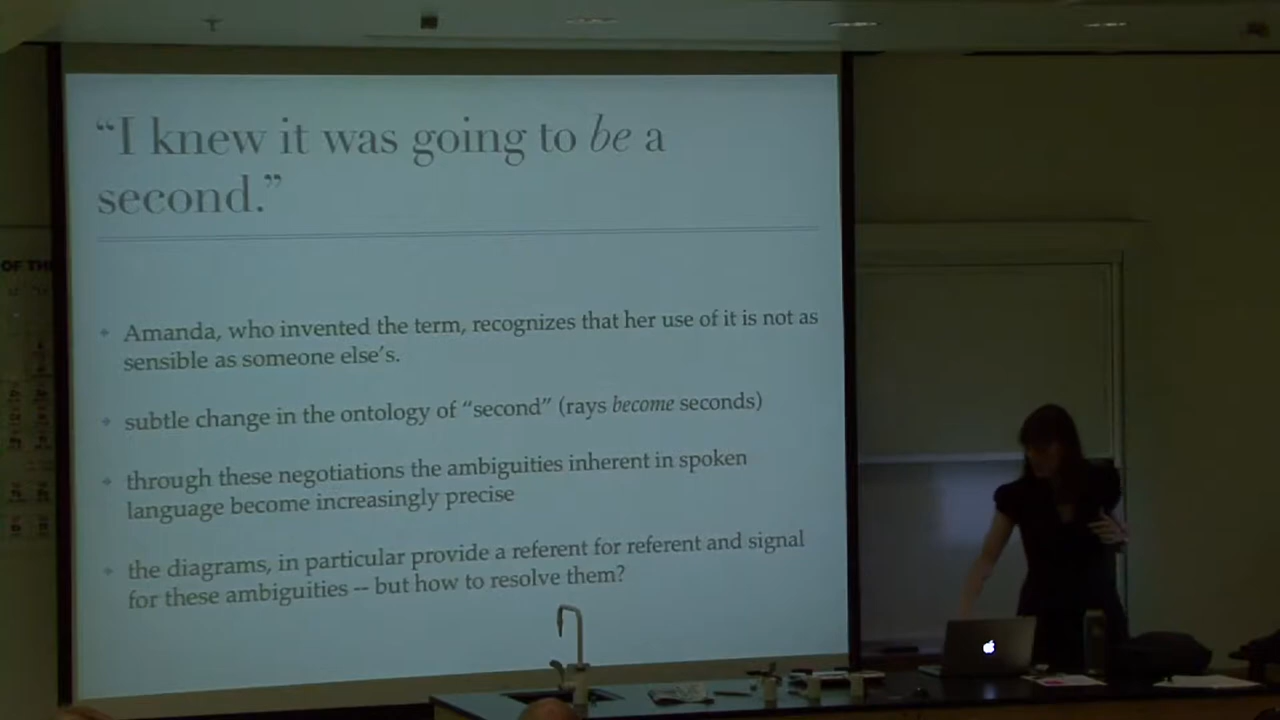 “I knew it was going to be a
second.”
Amanda, who invented the term, recognizes that her use of it is not as
sensible as someone else's.
subtle change in the ontology of “second” (rays become seconds)
through these negotiations the ambiguities inherent in spoken
language become increasingly precise
the diagrams, in particular provide a referent for referent and signal
for these ambiguities -- but how to resolve them?
OF TH